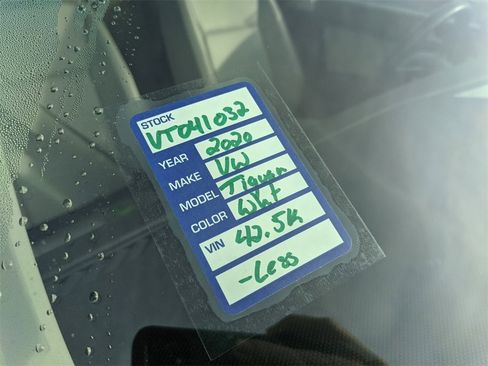 STOCK VT041032
YEAR 2020
MAKE VW
MODEL Tiguan
COLOR Wht
VIN 42.5K
-Less